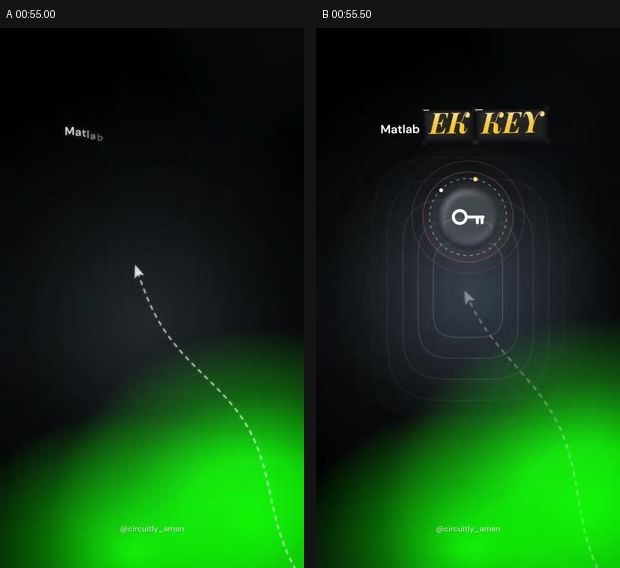 A 00:55.00
B 00:55.50
Matlab
Matlab EK KEY
@circuitly_aman
@circuitly_aman